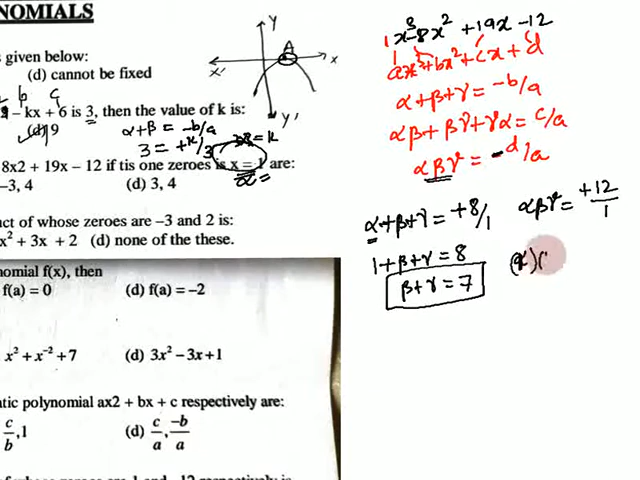 NOMIALS
s given below:
(d) cannot be fixed
b c
– kx + 6 is 3, then the value of k is:
(d) 9
α+β = -b/a
3 = +k/3
8x2 + 19x – 12 if tis one zeroes is x = 1 are:
–3, 4 (d) 3, 4
x =
uct of whose zeroes are –3 and 2 is:
x² + 3x + 2 (d) none of the these.
nomial f(x), then
f(a) = 0 (d) f(a) = –2
x² + x⁻² + 7 (d) 3x² – 3x + 1
atic polynomial ax2 + bx + c respectively are:
c/b, 1 (d) c/a, -b/a
Y
A
X' X
Y'
1x³-8x²+19x-12
ax³+bx²+cx+d
α+β+γ = -b/a
αβ+βγ+γα = c/a
αβγ = -d/a
α+β+γ = +8/1
αβγ = +12/1
1+β+γ = 8
β+γ = 7
(α)(